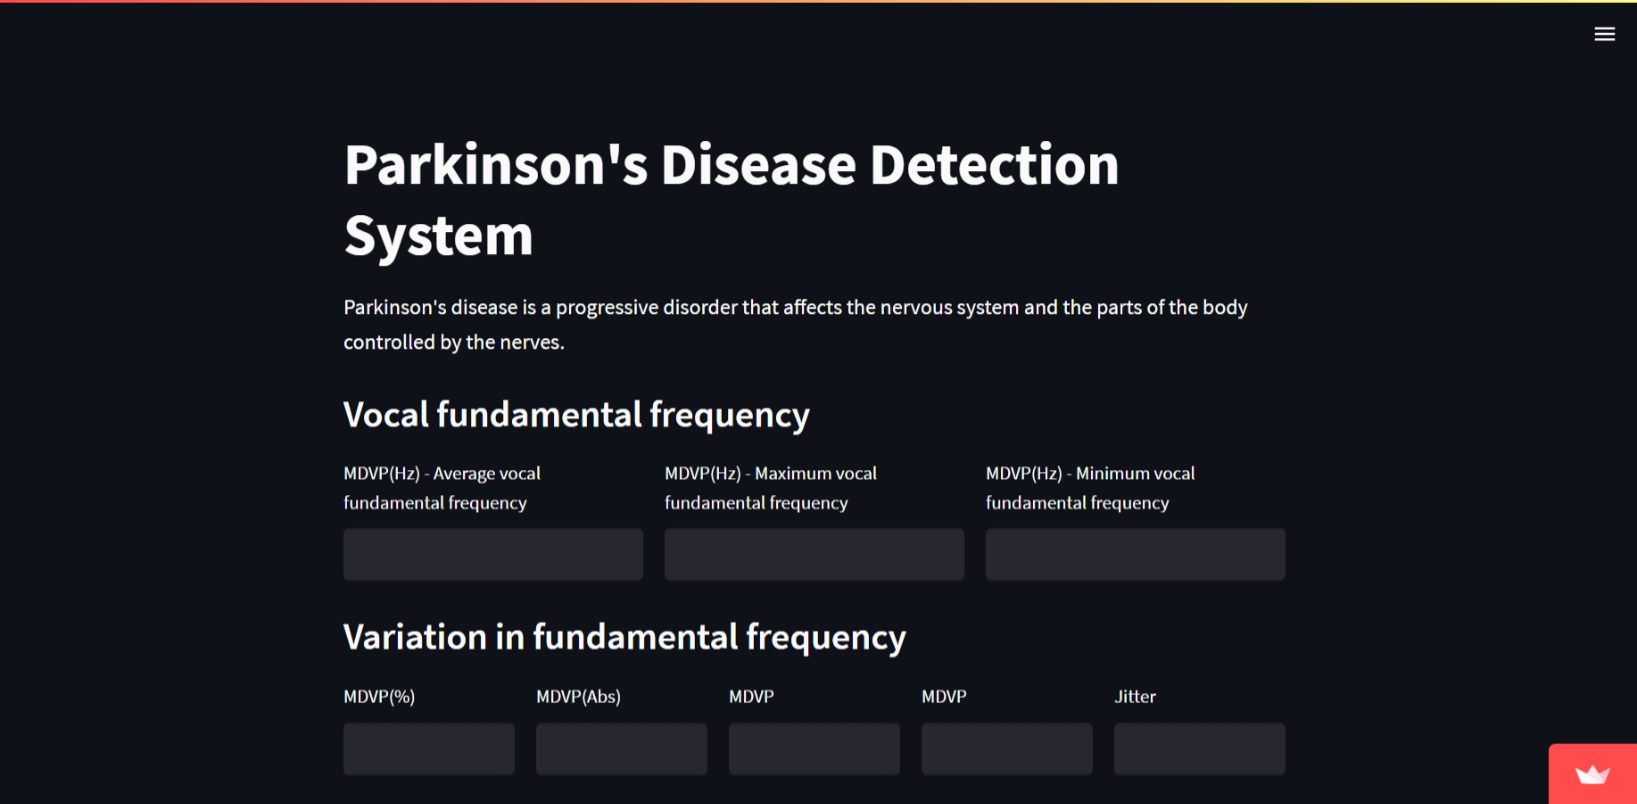 Parkinson's Disease Detection
System
Parkinson's disease is a progressive disorder that affects the nervous system and the parts of the body
controlled by the nerves.
Vocal fundamental frequency
MDVP(Hz) - Average vocal
fundamental frequency
MDVP(Hz) - Maximum vocal
fundamental frequency
MDVP(Hz) - Minimum vocal
fundamental frequency
Variation in fundamental frequency
MDVP(%)
MDVP(Abs)
MDVP
MDVP
Jitter